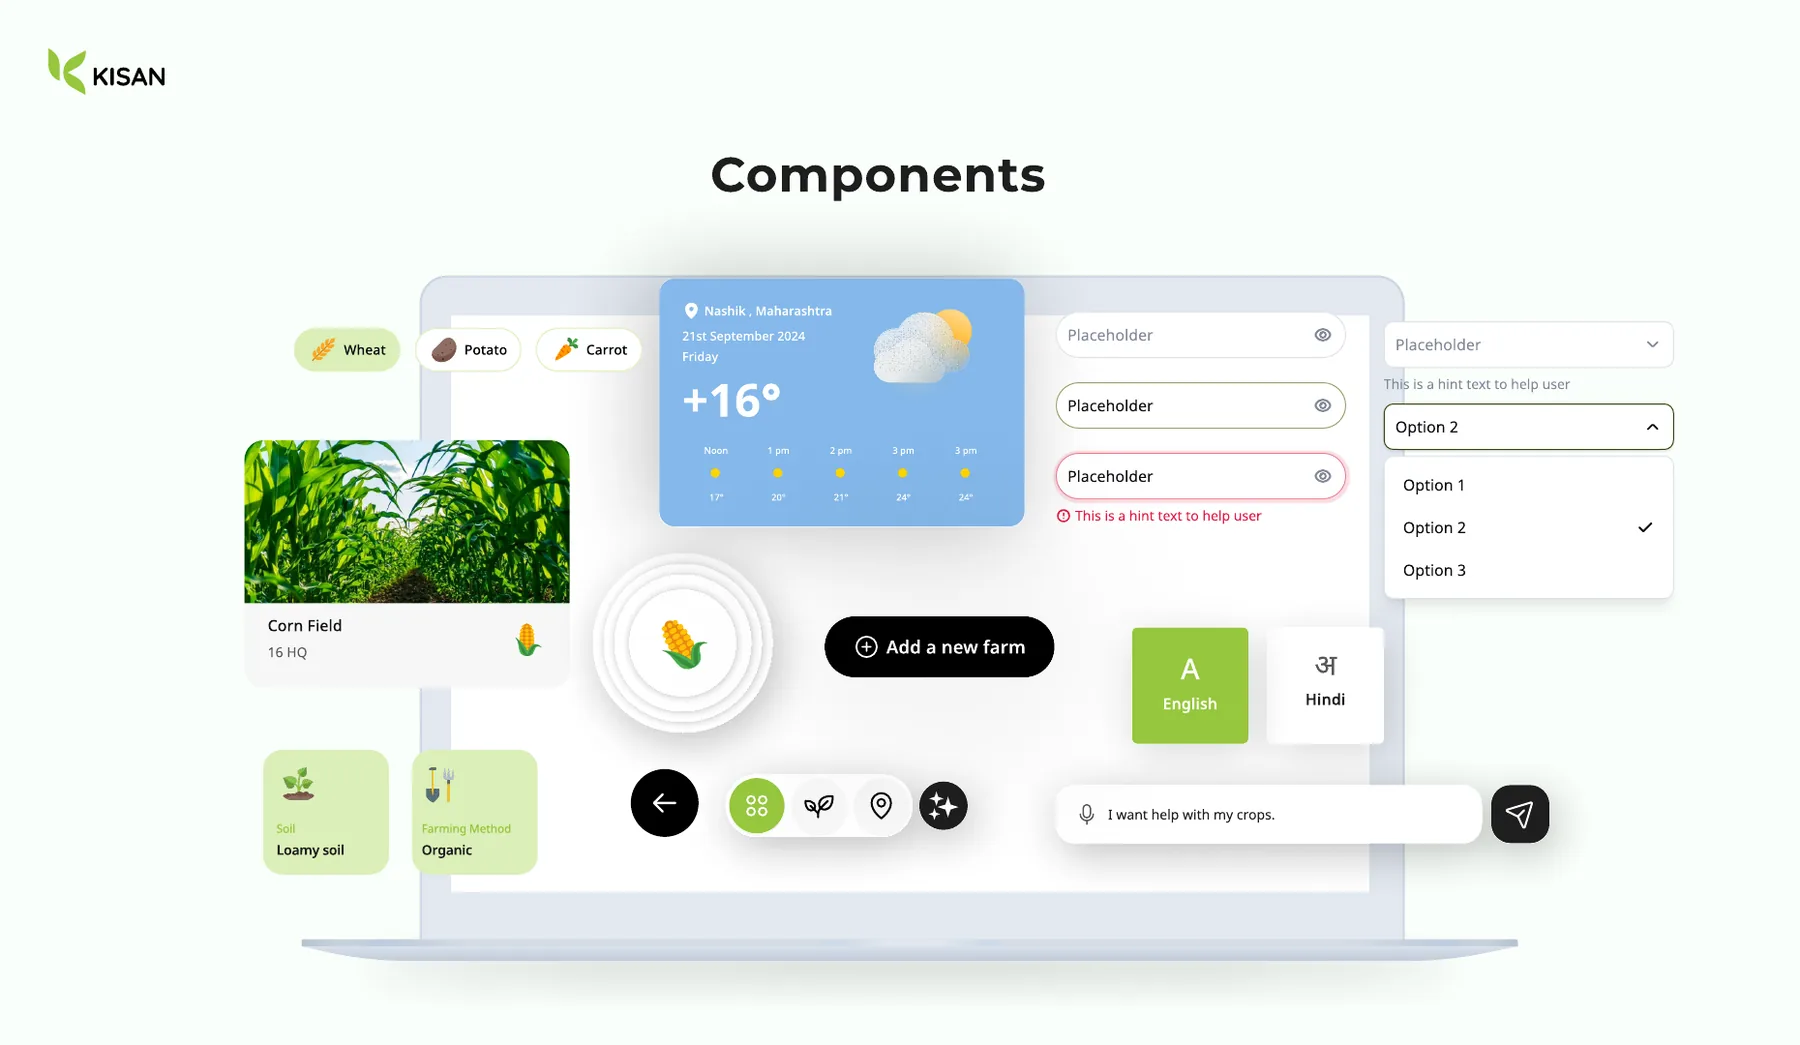 KISAN
Components
Wheat
Potato
Carrot
Nashik , Maharashtra
21st September 2024
Friday
+16°
Noon 1 pm 2 pm 3 pm 3 pm
17° 20° 21° 24° 24°
Placeholder
Placeholder
Placeholder
This is a hint text to help user
Placeholder
This is a hint text to help user
Option 2
Option 1
Option 2
Option 3
Corn Field
16 HQ
Add a new farm
A
English
अ
Hindi
Soil
Loamy soil
Farming Method
Organic
I want help with my crops.